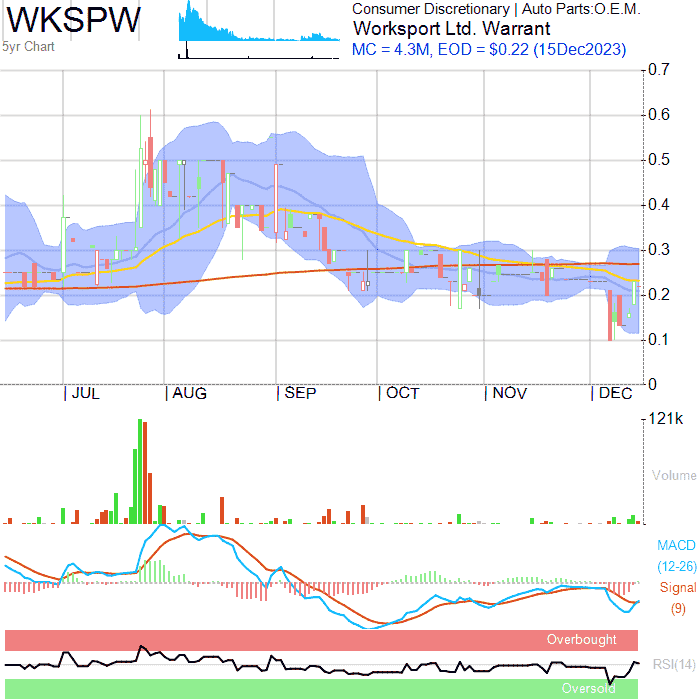 WKSPW
5yr Chart
Consumer Discretionary | Auto Parts:O.E.M.
Worksport Ltd. Warrant
MC = 4.3M, EOD = $0.22 (15Dec2023)
0.7
0.6
0.5
0.4
0.3
0.2
0.1
0
JUL AUG SEP OCT NOV DEC
121k
Volume
MACD
(12-26)
Signal
(9)
Overbought
RSI(14)
Oversold